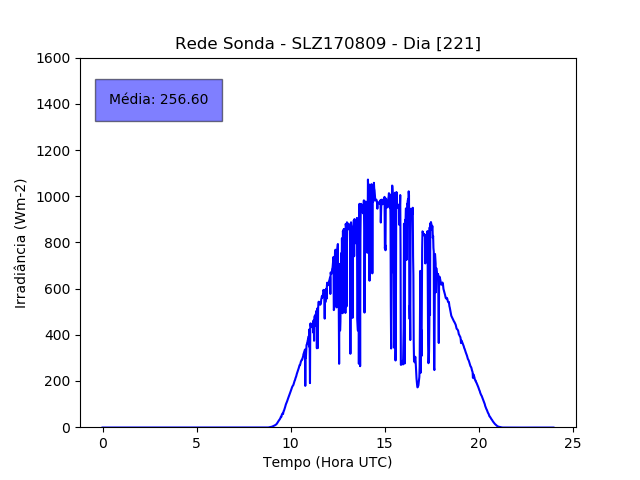 Rede Sonda - SLZ170809 - Dia [221]
1600
1400
1200
1000
800
600
400
200
0
Média: 256.60
Irradiância (Wm-2)
0 5 10 15 20 25
Tempo (Hora UTC)